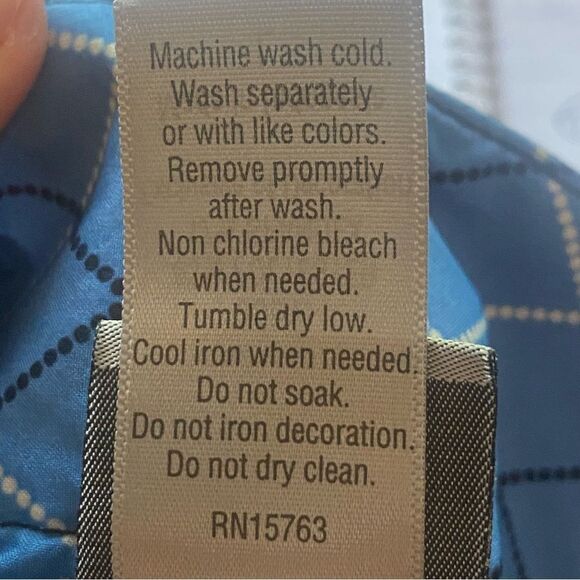 Machine wash cold.
Wash separately
or with like colors.
Remove promptly
after wash.
Non chlorine bleach
when needed.
Tumble dry low.
Cool iron when needed.
Do not soak.
Do not iron decoration.
Do not dry clean.
RN15763